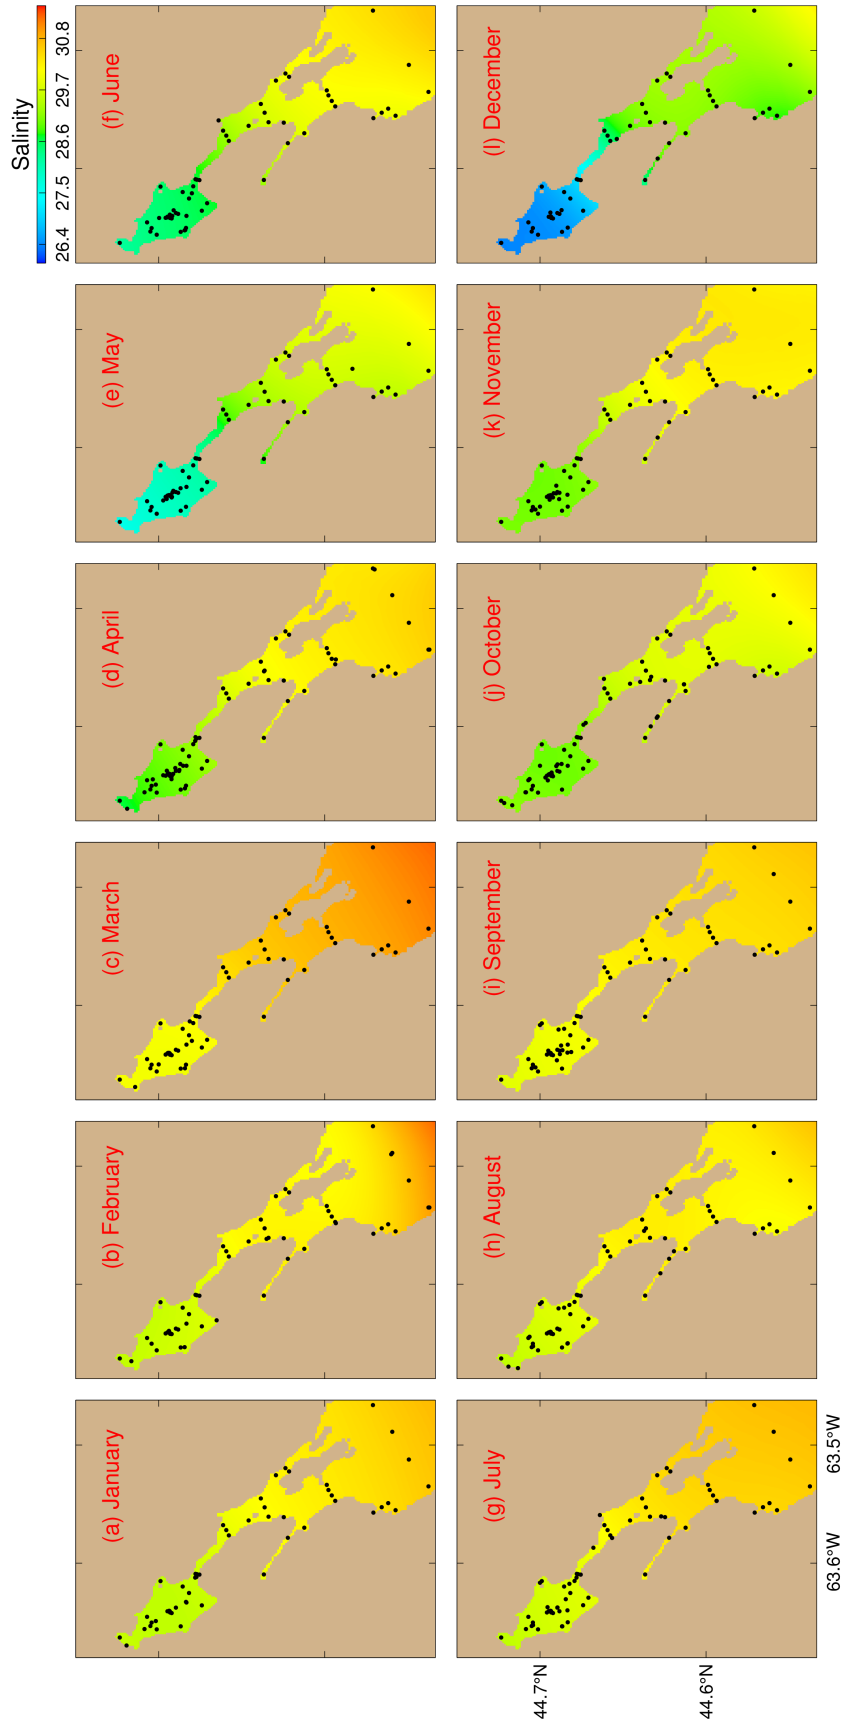 Salinity
26.4 27.5 28.6 29.7 30.8
(a) January
(b) February
(c) March
(d) April
(e) May
(f) June
(g) July
(h) August
(i) September
(j) October
(k) November
(l) December
44.7°N
44.6°N
63.6°W 63.5°W